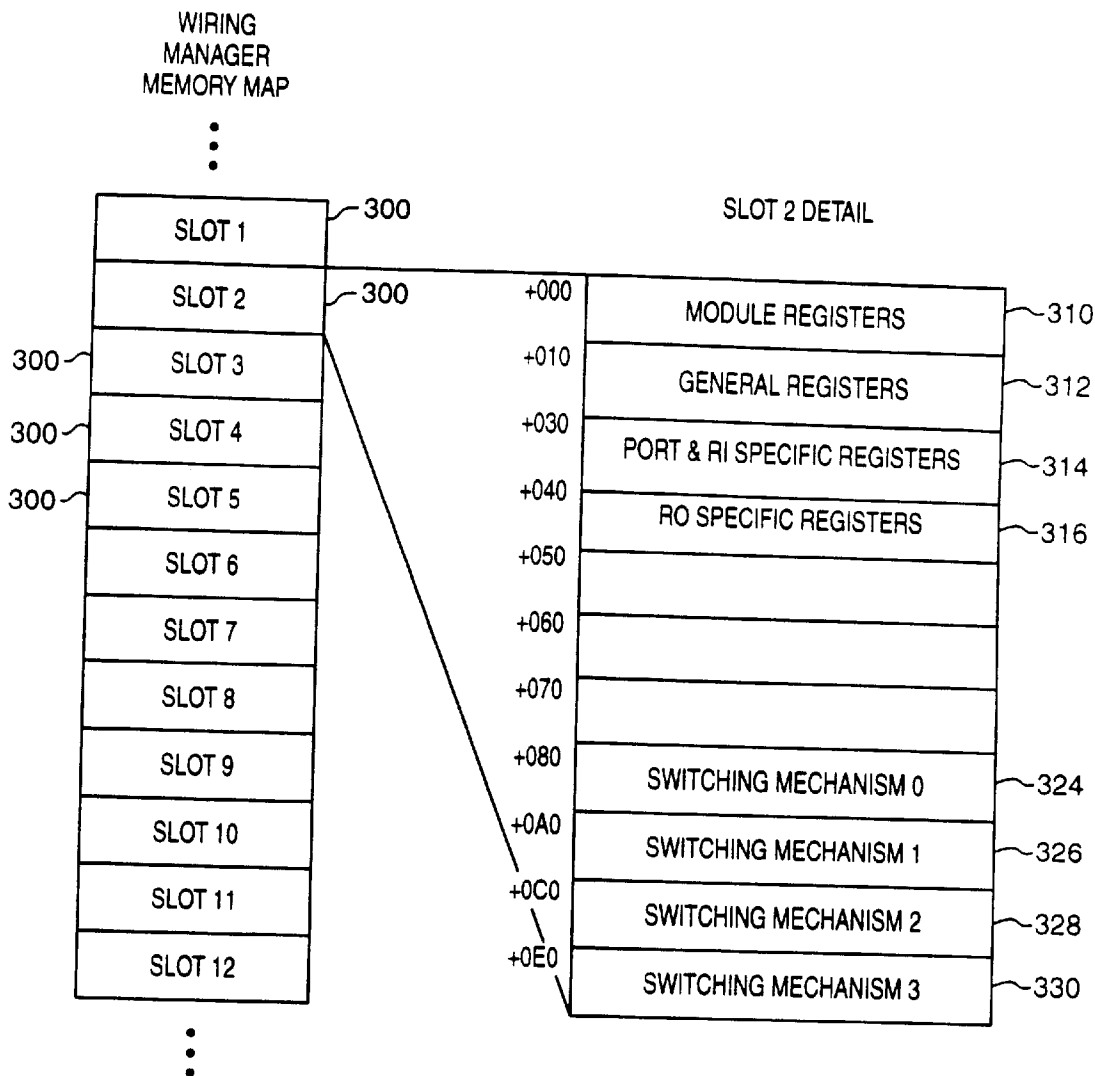 WIRING
MANAGER
MEMORY MAP
SLOT 1
300
SLOT 2
300
300
SLOT 3
300
SLOT 4
300
SLOT 5
SLOT 6
SLOT 7
SLOT 8
SLOT 9
SLOT 10
SLOT 11
SLOT 12
SLOT 2 DETAIL
+000
MODULE REGISTERS
310
+010
GENERAL REGISTERS
312
+030
PORT & RI SPECIFIC REGISTERS
314
+040
RO SPECIFIC REGISTERS
316
+050
+060
+070
+080
SWITCHING MECHANISM 0
324
+0A0
SWITCHING MECHANISM 1
326
+0C0
SWITCHING MECHANISM 2
328
+0E0
SWITCHING MECHANISM 3
330